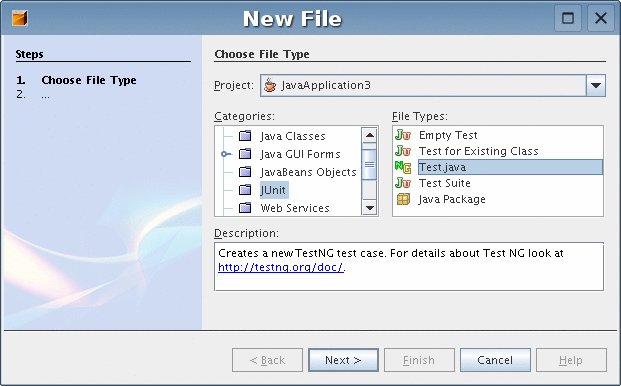 New File
Steps
1. Choose File Type
2. ...
Choose File Type
Project: JavaApplication3
Categories:
Java Classes
Java GUI Forms
JavaBeans Objects
JUnit
Web Services
File Types:
Empty Test
Test for Existing Class
Test.java
Test Suite
Java Package
Description:
Creates a new TestNG test case. For details about Test NG look at
http://testng.org/doc/.
< Back
Next >
Finish
Cancel
Help